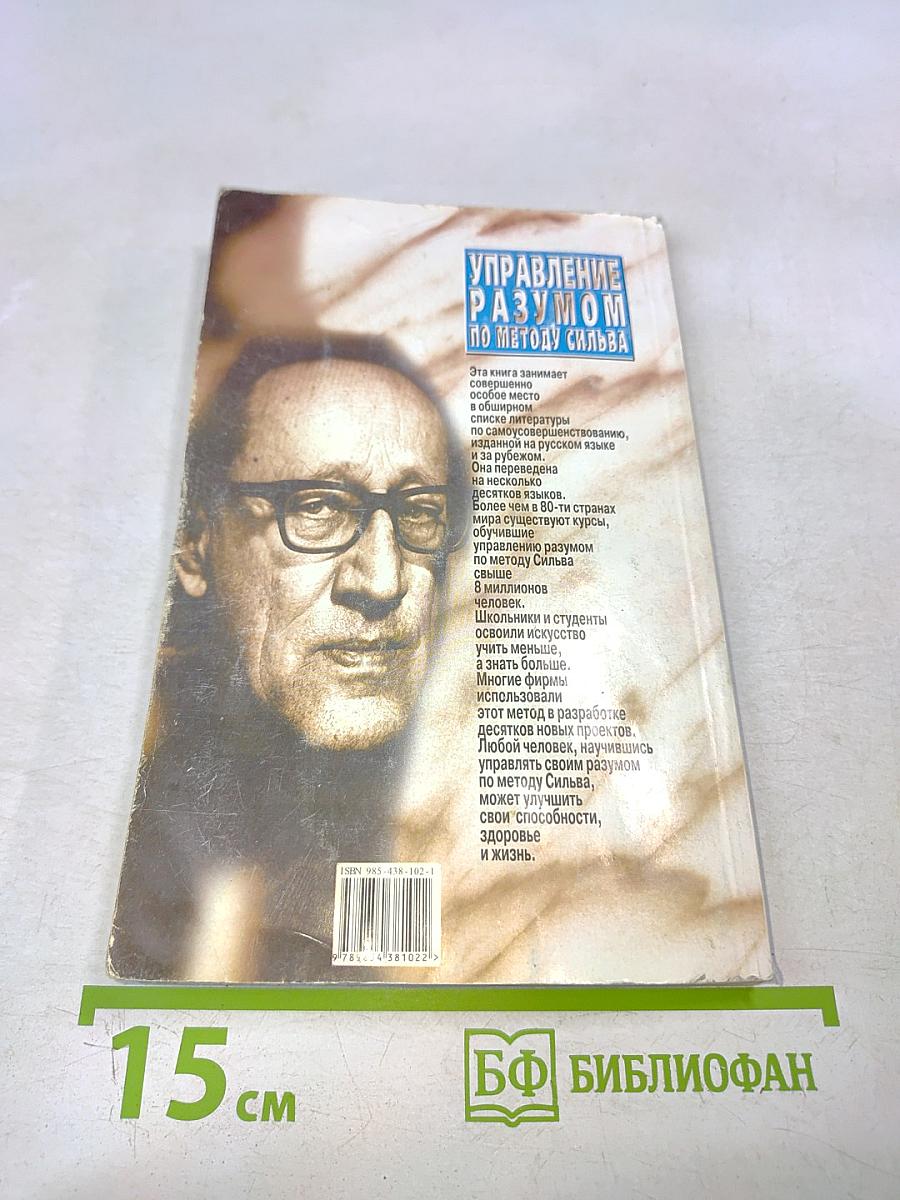 УПРАВЛЕНИЕ
РАЗУМОМ
ПО МЕТОДУ СИЛЬВА
Эта книга занимает
совершенно
особое место
в обширном
списке литературы
по самоусовершенствованию,
изданной на русском языке
и за рубежом.
Она переведена
на несколько
десятков языков.
Более чем в 80-ти странах
мира существуют курсы,
обучившие
управлению разумом
по методу Сильва
свыше
8 миллионов
человек.
Школьники и студенты
освоили искусство
учить меньше,
а знать больше.
Многие фирмы
использовали
этот метод в разработке
десятков новых проектов.
Любой человек, научившись
управлять своим разумом
по методу Сильва,
может улучшить
свои способности,
здоровье
и жизнь.
ISBN 985-438-102-1
9789854381022>
15 см
БФ БИБЛИОФАН